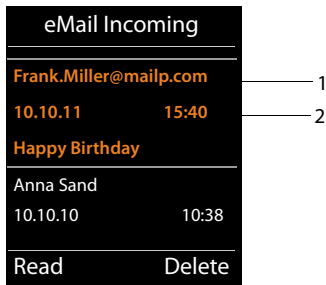 eMail Incoming
Frank.Miller@mailp.com 1
10.10.11 15:40 2
Happy Birthday
Anna Sand
10.10.10 10:38
Read Delete